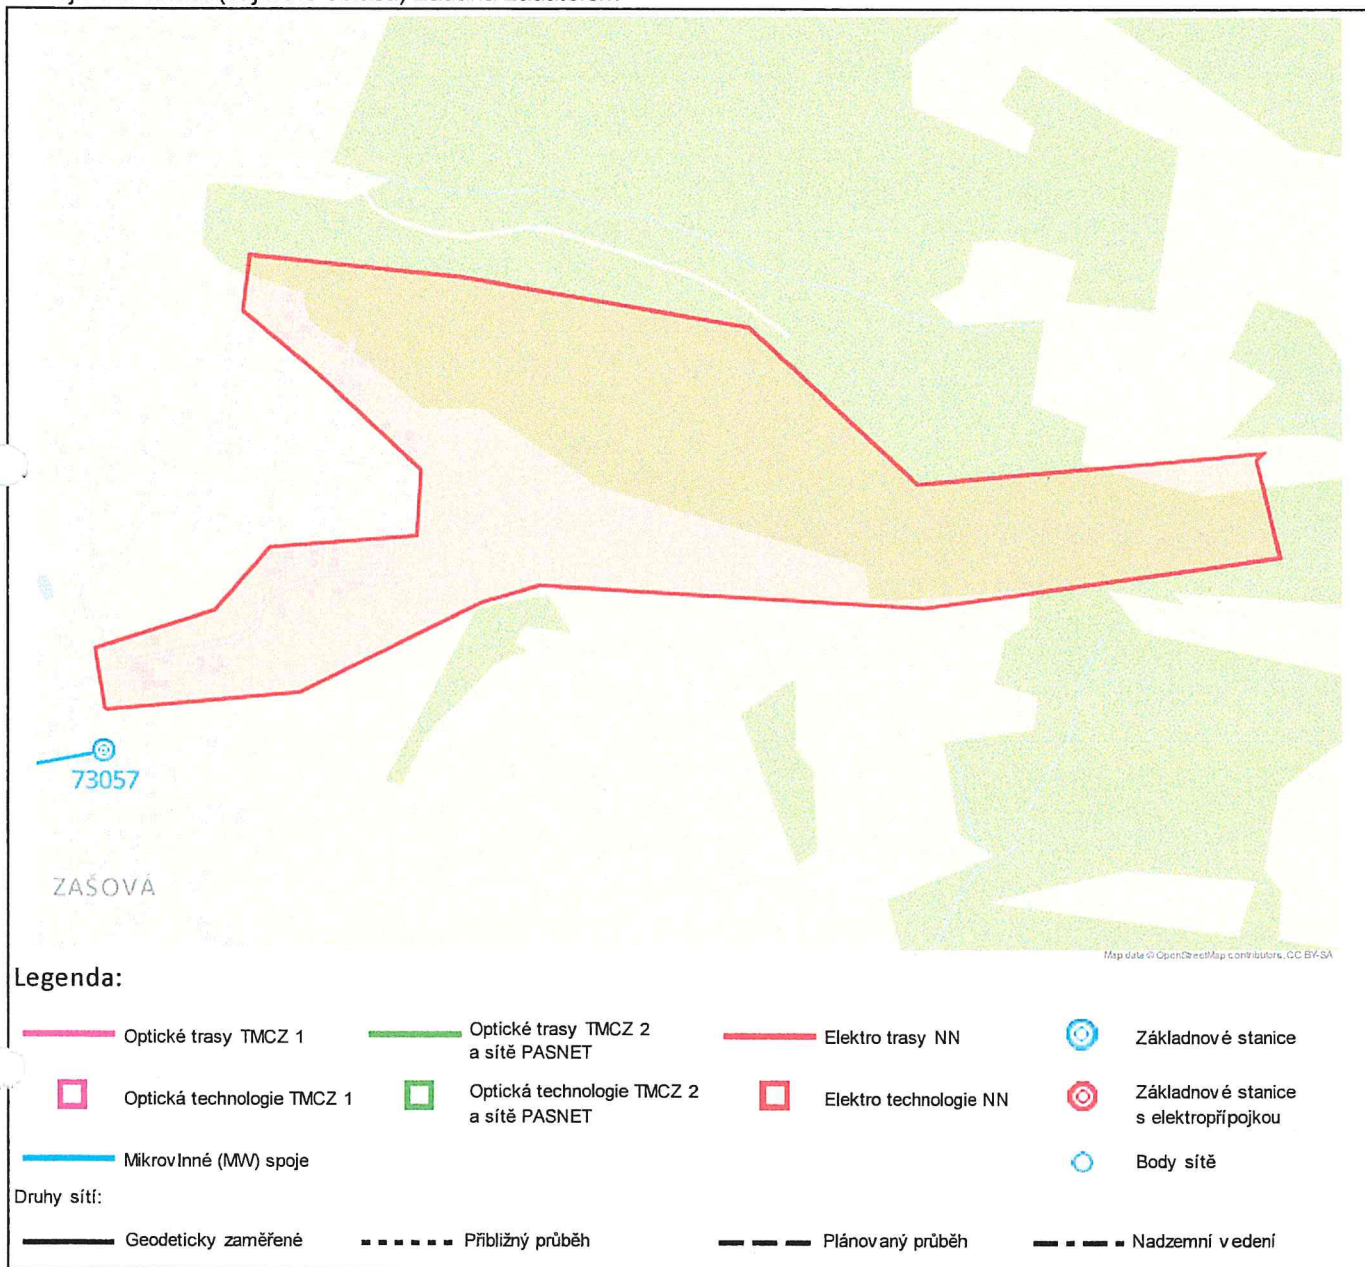 73057
ZAŠOVÁ
Map data © OpenStreetMap contributors, CC BY-SA
Legenda:
Optické trasy TMCZ 1
Optické trasy TMCZ 2
a sítě PASNET
Elektro trasy NN
Základnové stanice
Optická technologie TMCZ 1
Optická technologie TMCZ 2
a sítě PASNET
Elektro technologie NN
Základnové stanice
s elektropřípojkou
Mikrovlnné (MW) spoje
Body sítě
Druhy sítí:
Geodeticky zaměřené
Přibližný průběh
Plánovaný průběh
Nadzemní vedení